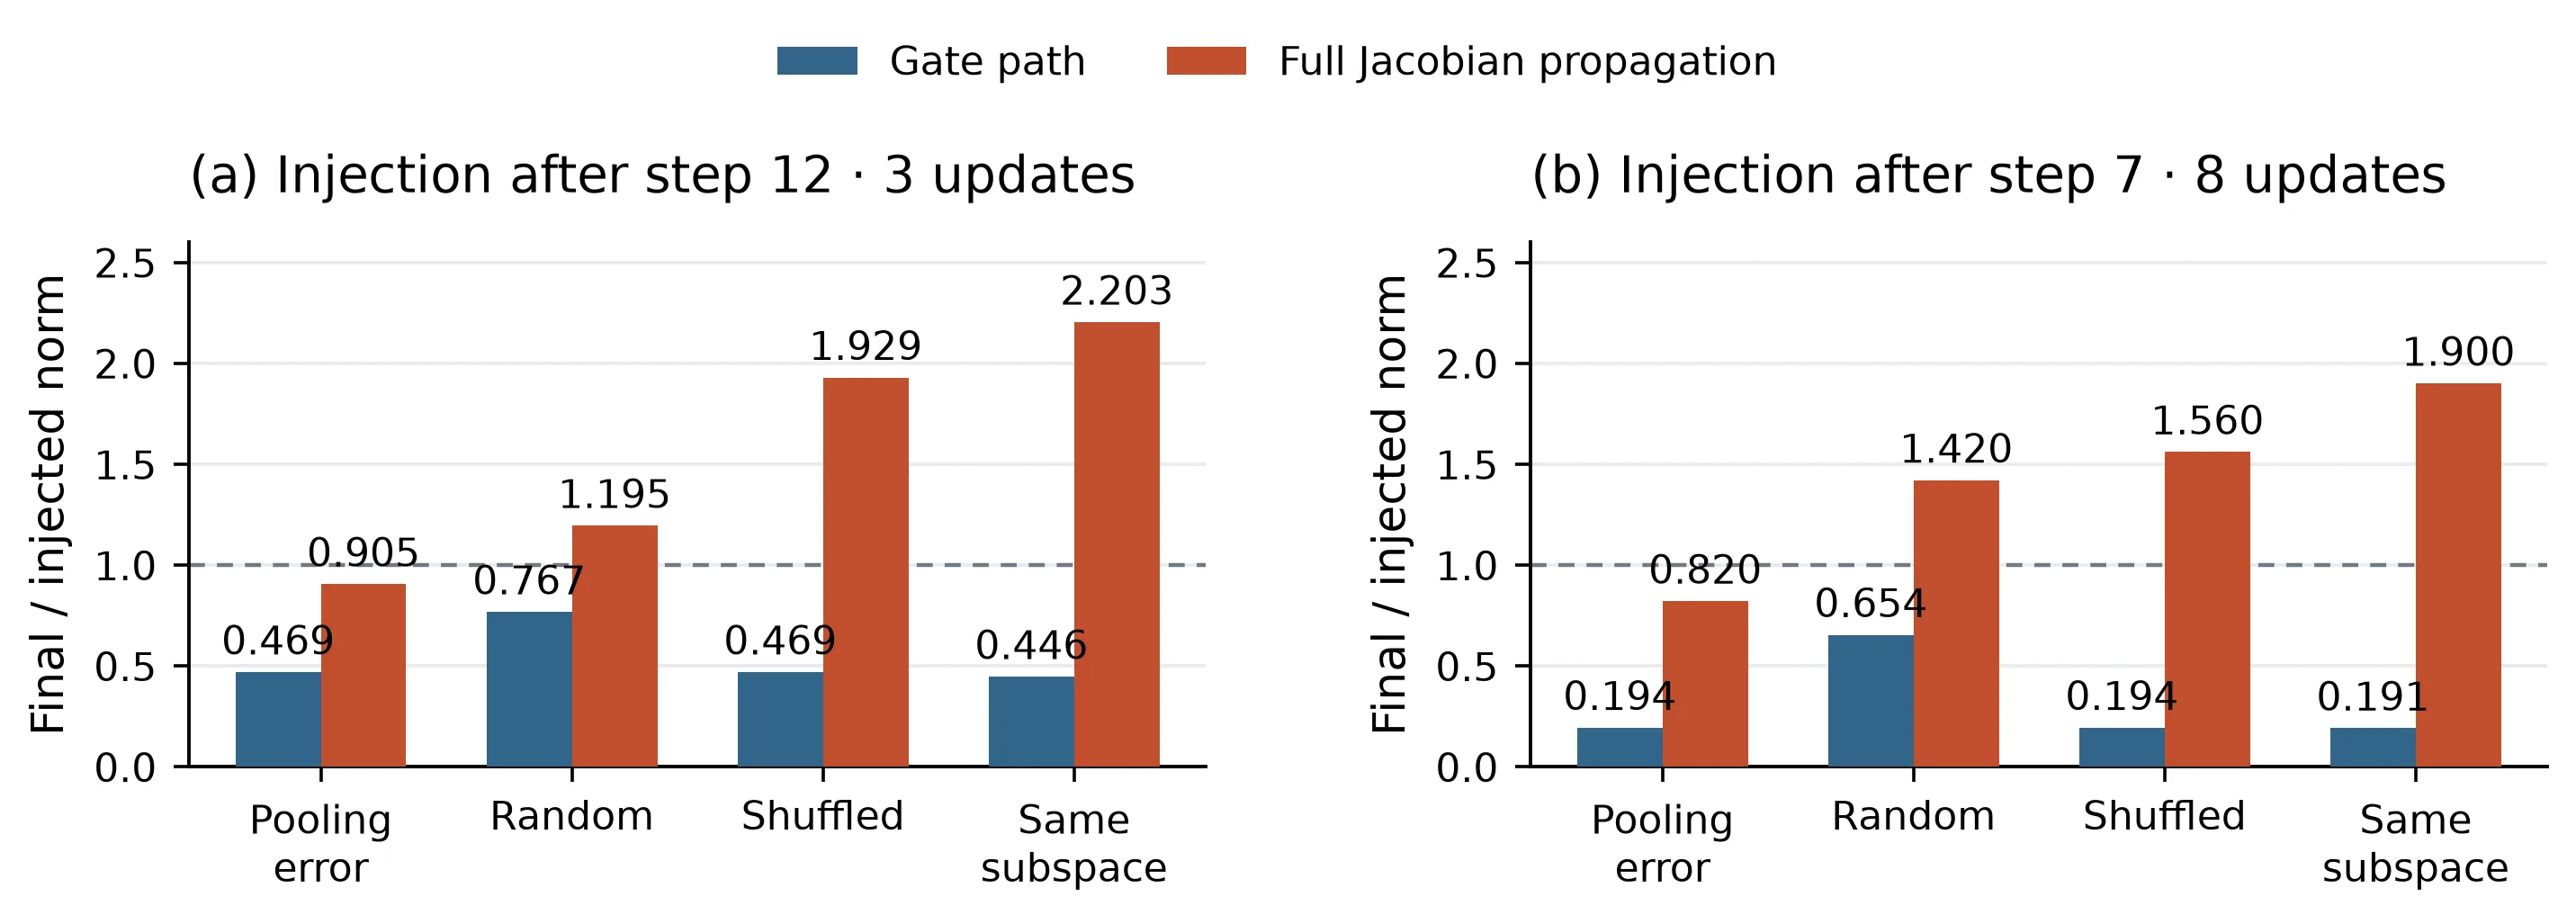 Gate path Full Jacobian propagation
(a) Injection after step 12 · 3 updates
Final / injected norm
2.5
2.0
1.5
1.0
0.5
0.0
0.469
0.905
0.767
1.195
0.469
1.929
0.446
2.203
Pooling
error
Random
Shuffled
Same
subspace
(b) Injection after step 7 · 8 updates
Final / injected norm
2.5
2.0
1.5
1.0
0.5
0.0
0.194
0.820
0.654
1.420
0.194
1.560
0.191
1.900
Pooling
error
Random
Shuffled
Same
subspace